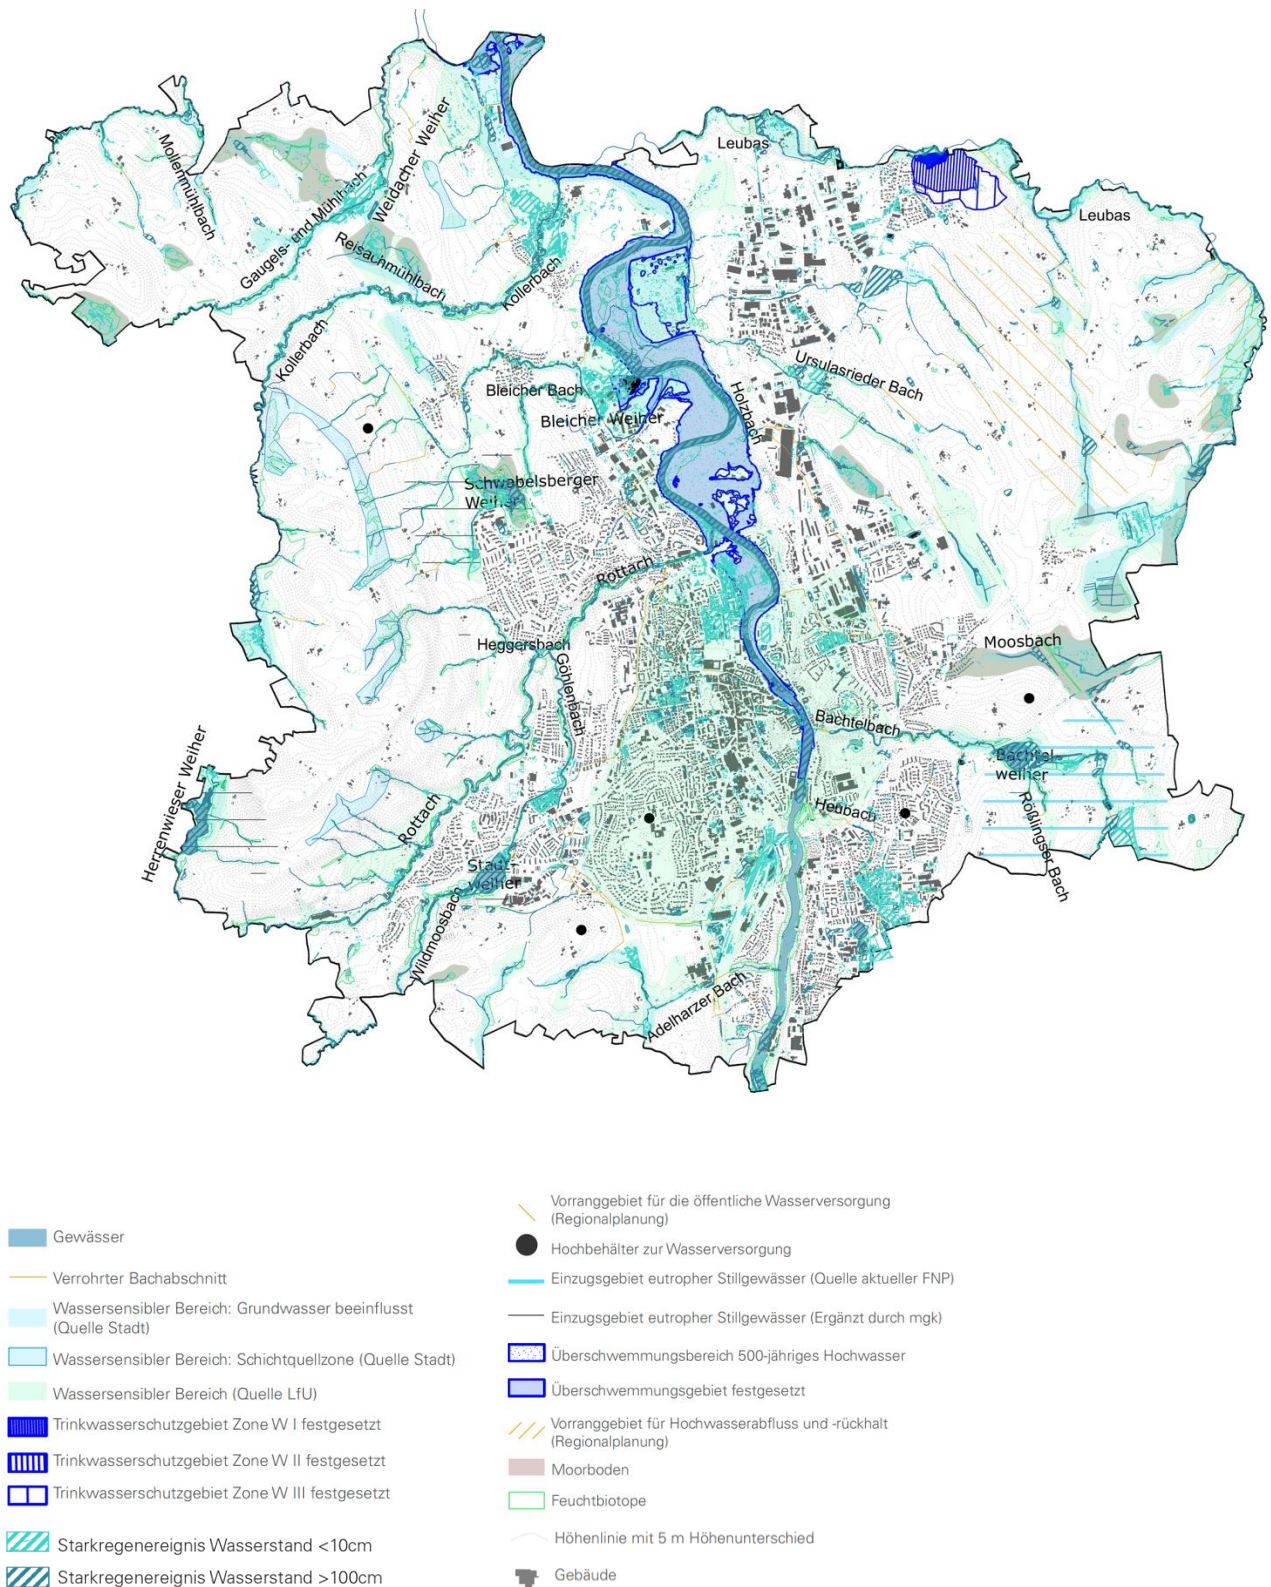 Leubas
Mollenmühlbach
Weidacher Weiher
Gaugels- und Mühlbach
Leubas
Reisachmühlbach
Kollerbach
Kollerbach
Ursulasrieder Bach
Bleicher Bach
Holzbach
Bleicher Weiher
Schwabelsberger
Weiher
Rottach
Heggersbach
Göhlenbach
Moosbach
Bachtelbach
Bachtel-
weiher
Herrenwieser Weiher
Rottach
Heubach
Rößlingser Bach
Stadt-
weiher
Wildmoosbach
Adelharzer Bach
Gewässer
Verrohrter Bachabschnitt
Wassersensibler Bereich: Grundwasser beeinflusst
(Quelle Stadt)
Wassersensibler Bereich: Schichtquellzone (Quelle Stadt)
Wassersensibler Bereich (Quelle LfU)
Trinkwasserschutzgebiet Zone W I festgesetzt
Trinkwasserschutzgebiet Zone W II festgesetzt
Trinkwasserschutzgebiet Zone W III festgesetzt
Starkregenereignis Wasserstand <10cm
Starkregenereignis Wasserstand >100cm
Vorranggebiet für die öffentliche Wasserversorgung
(Regionalplanung)
Hochbehälter zur Wasserversorgung
Einzugsgebiet eutropher Stillgewässer (Quelle aktueller FNP)
Einzugsgebiet eutropher Stillgewässer (Ergänzt durch mgk)
Überschwemmungsbereich 500-jähriges Hochwasser
Überschwemmungsgebiet festgesetzt
Vorranggebiet für Hochwasserabfluss und -rückhalt
(Regionalplanung)
Moorboden
Feuchtbiotope
Höhenlinie mit 5 m Höhenunterschied
Gebäude